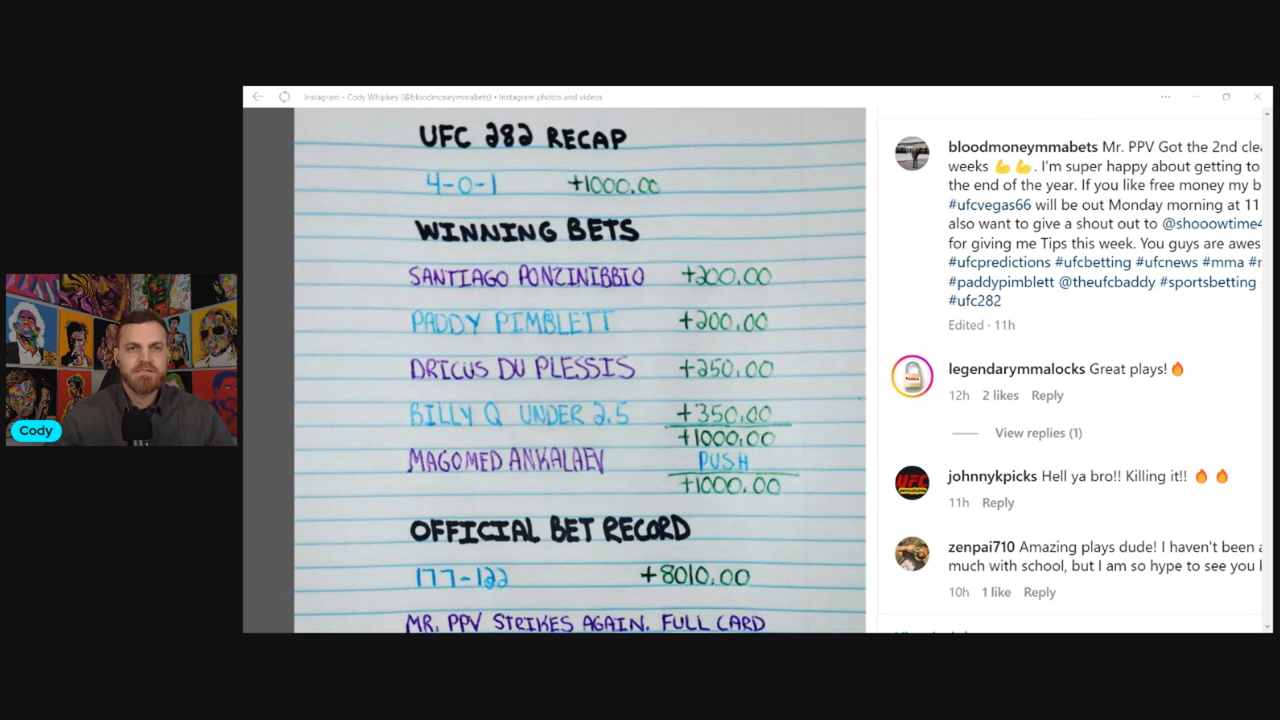 Instagram - Cody Whipkey (@bloodmoneymmabets) • Instagram photos and videos
UFC 282 RECAP
4-0-1 +1000.00
WINNING BETS
SANTIAGO PONZINIBBIO +200.00
PADDY PIMBLETT +200.00
DRICUS DU PLESSIS +250.00
BILLY Q UNDER 2.5 +350.00
+1000.00
MAGOMED ANKALAEV PUSH
+1000.00
OFFICIAL BET RECORD
177-122 +8010.00
MR. PPV STRIKES AGAIN. FULL CARD
bloodmoneymmabets Mr. PPV Got the 2nd clea
weeks 💪💪. I'm super happy about getting to
the end of the year. If you like free money my b
#ufcvegas66 will be out Monday morning at 11
also want to give a shout out to @shooowtime4
for giving me Tips this week. You guys are awes
#ufcpredictions #ufcbetting #ufcnews #mma #r
#paddypimblett @theufcbaddy #sportsbetting
#ufc282
Edited · 11h
legendarymmalocks Great plays! 🔥
12h 2 likes Reply
View replies (1)
johnnykpicks Hell ya bro!! Killing it!! 🔥 🔥
11h Reply
zenpai710 Amazing plays dude! I haven't been a
much with school, but I am so hype to see you
10h 1 like Reply
Cody
UFC